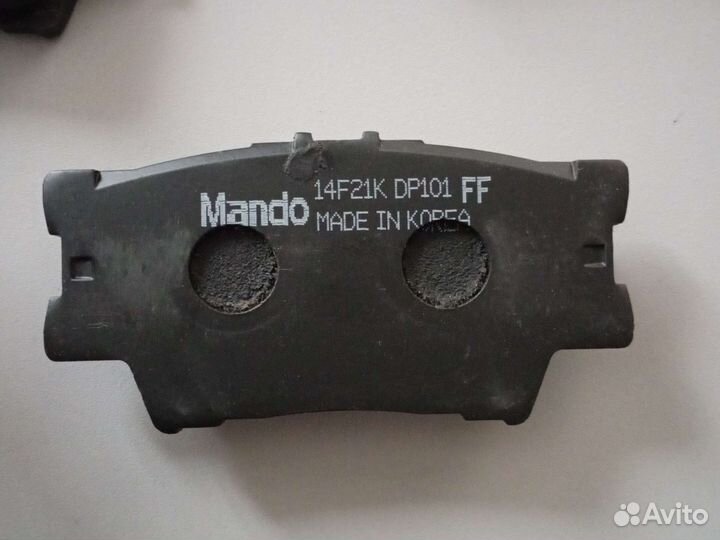 Mando 14F21K DP101 FF
MADE IN KOREA
Avito